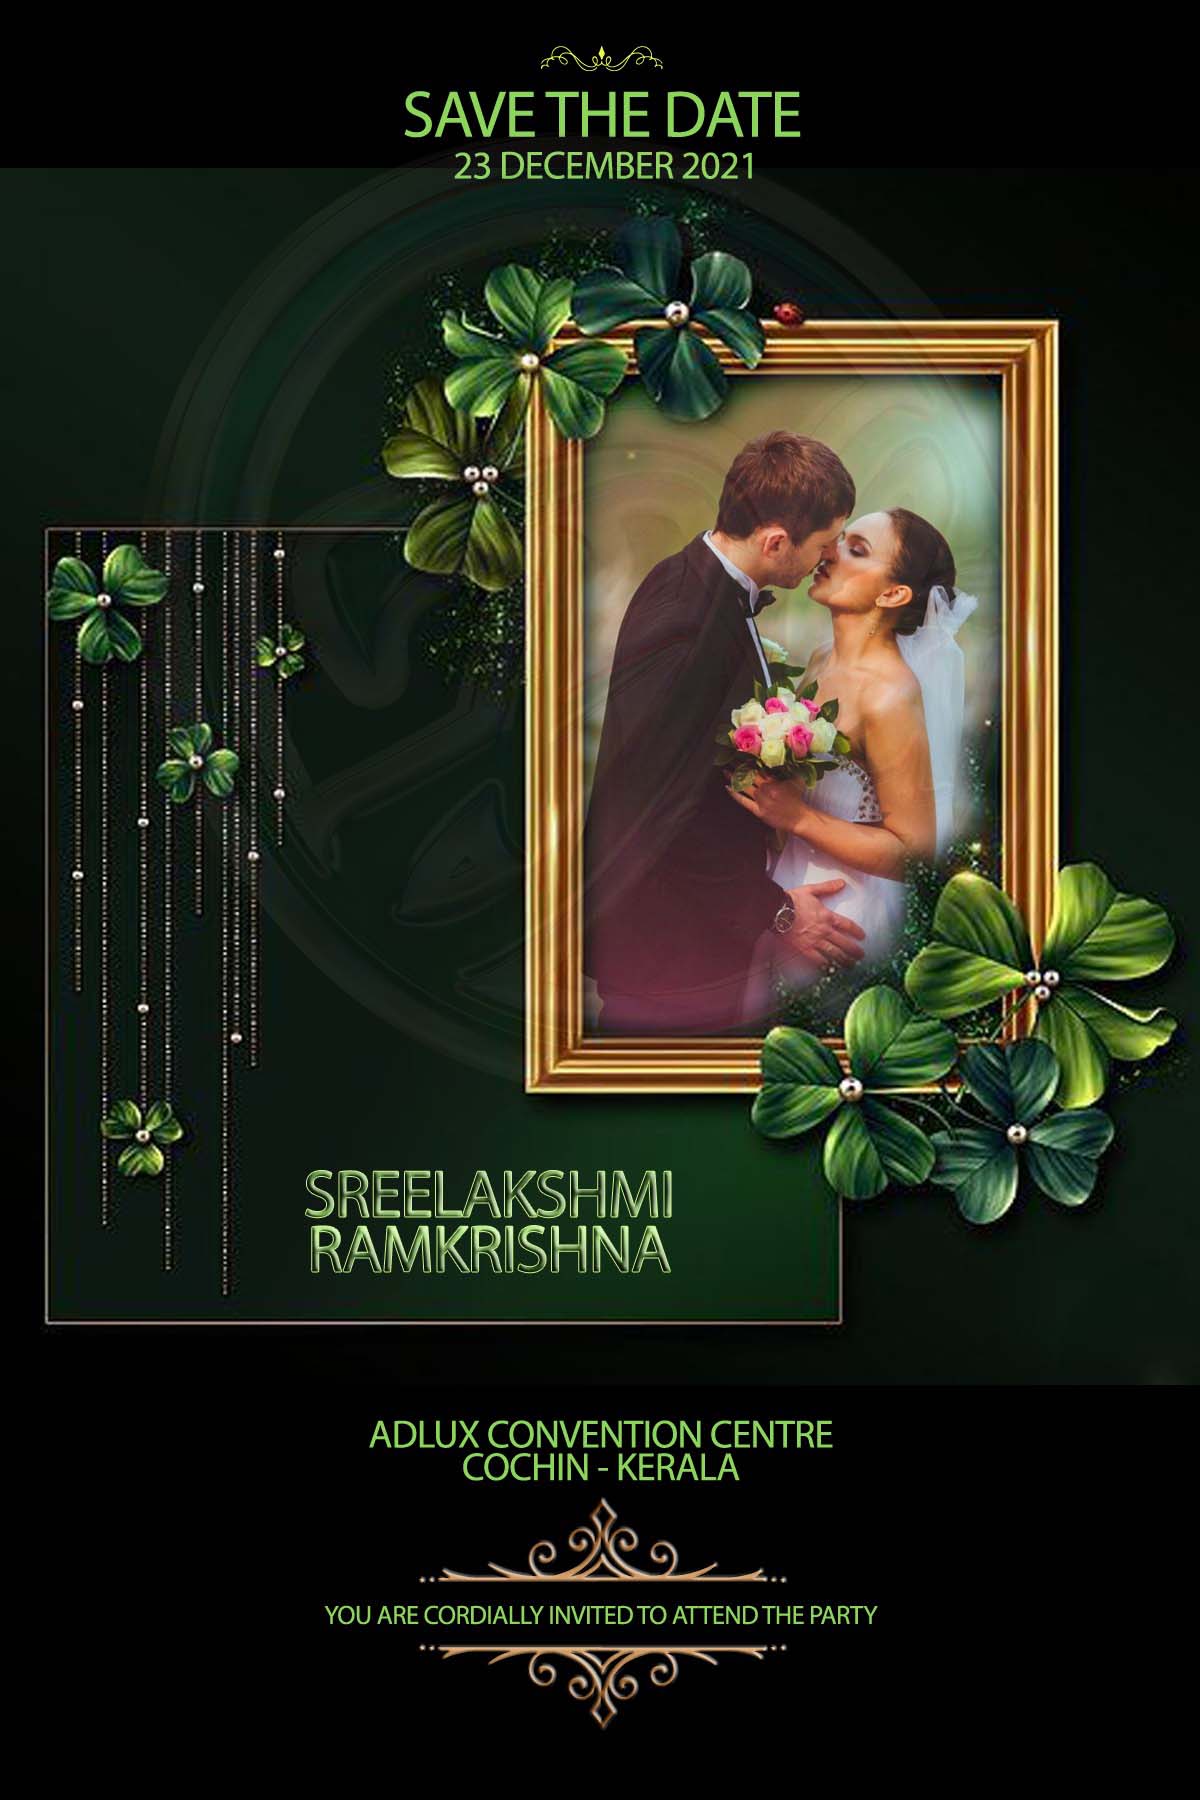 SAVE THE DATE
23 DECEMBER 2021
SREELAKSHMI
RAMKRISHNA
ADLUX CONVENTION CENTRE
COCHIN - KERALA
YOU ARE CORDIALLY INVITED TO ATTEND THE PARTY